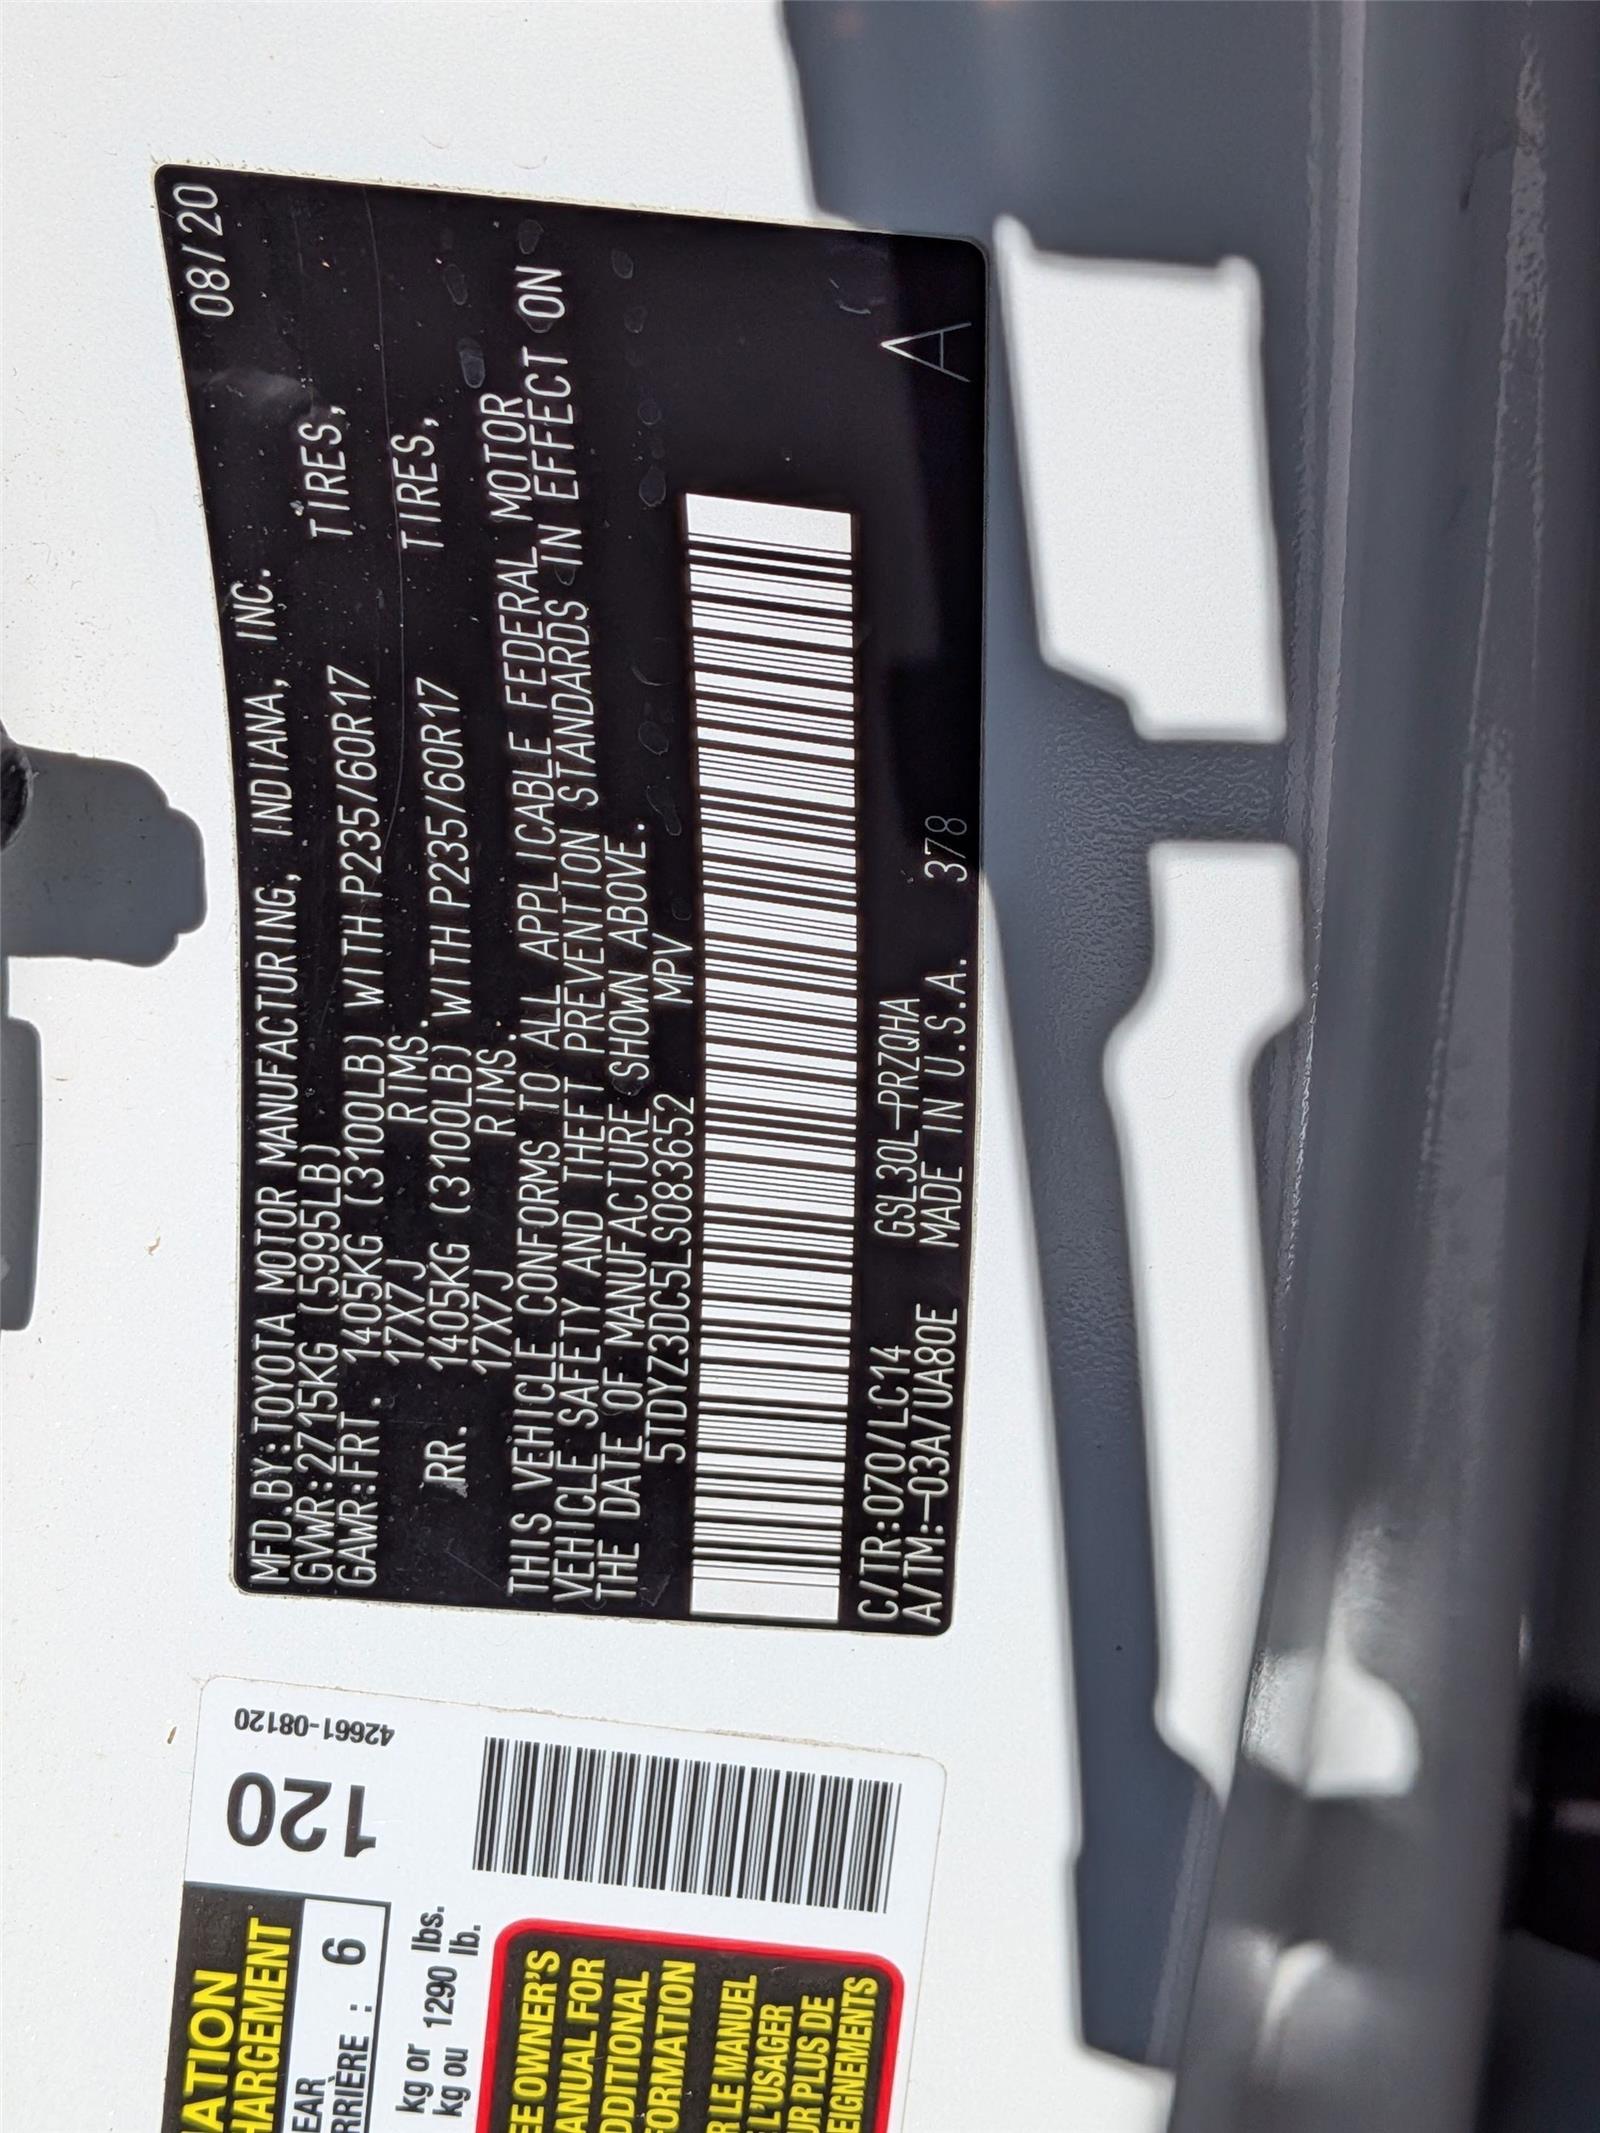 08/20
MFD.BY:TOYOTA MOTOR MANUFACTURING, INDIANA, INC.
GVWR:2715KG (5995LB)
GAWR:FRT. 1405KG (3100LB) WITH P235/60R17 TIRES,
17X7J RIMS.
RR. 1405KG (3100LB) WITH P235/60R17 TIRES,
17X7J RIMS.
THIS VEHICLE CONFORMS TO ALL APPLICABLE FEDERAL MOTOR
VEHICLE SAFETY AND THEFT PREVENTION STANDARDS IN EFFECT ON
THE DATE OF MANUFACTURE SHOWN ABOVE.
5TDYZ3DC5LS083652 MPV
C/TR:070/LC14 GSL30L-PRZQHA A
A/TM:-03A/UA80E MADE IN U.S.A. 378
42661-08120
120
ATION
HARGEMENT
EAR
RRIÈRE : 6
kg or 1290 lbs.
kg ou lb.
EE OWNER'S
ANUAL FOR
DDITIONAL
FORMATION
R LE MANUEL
L'USAGER
UR PLUS DE
EIGNEMENTS